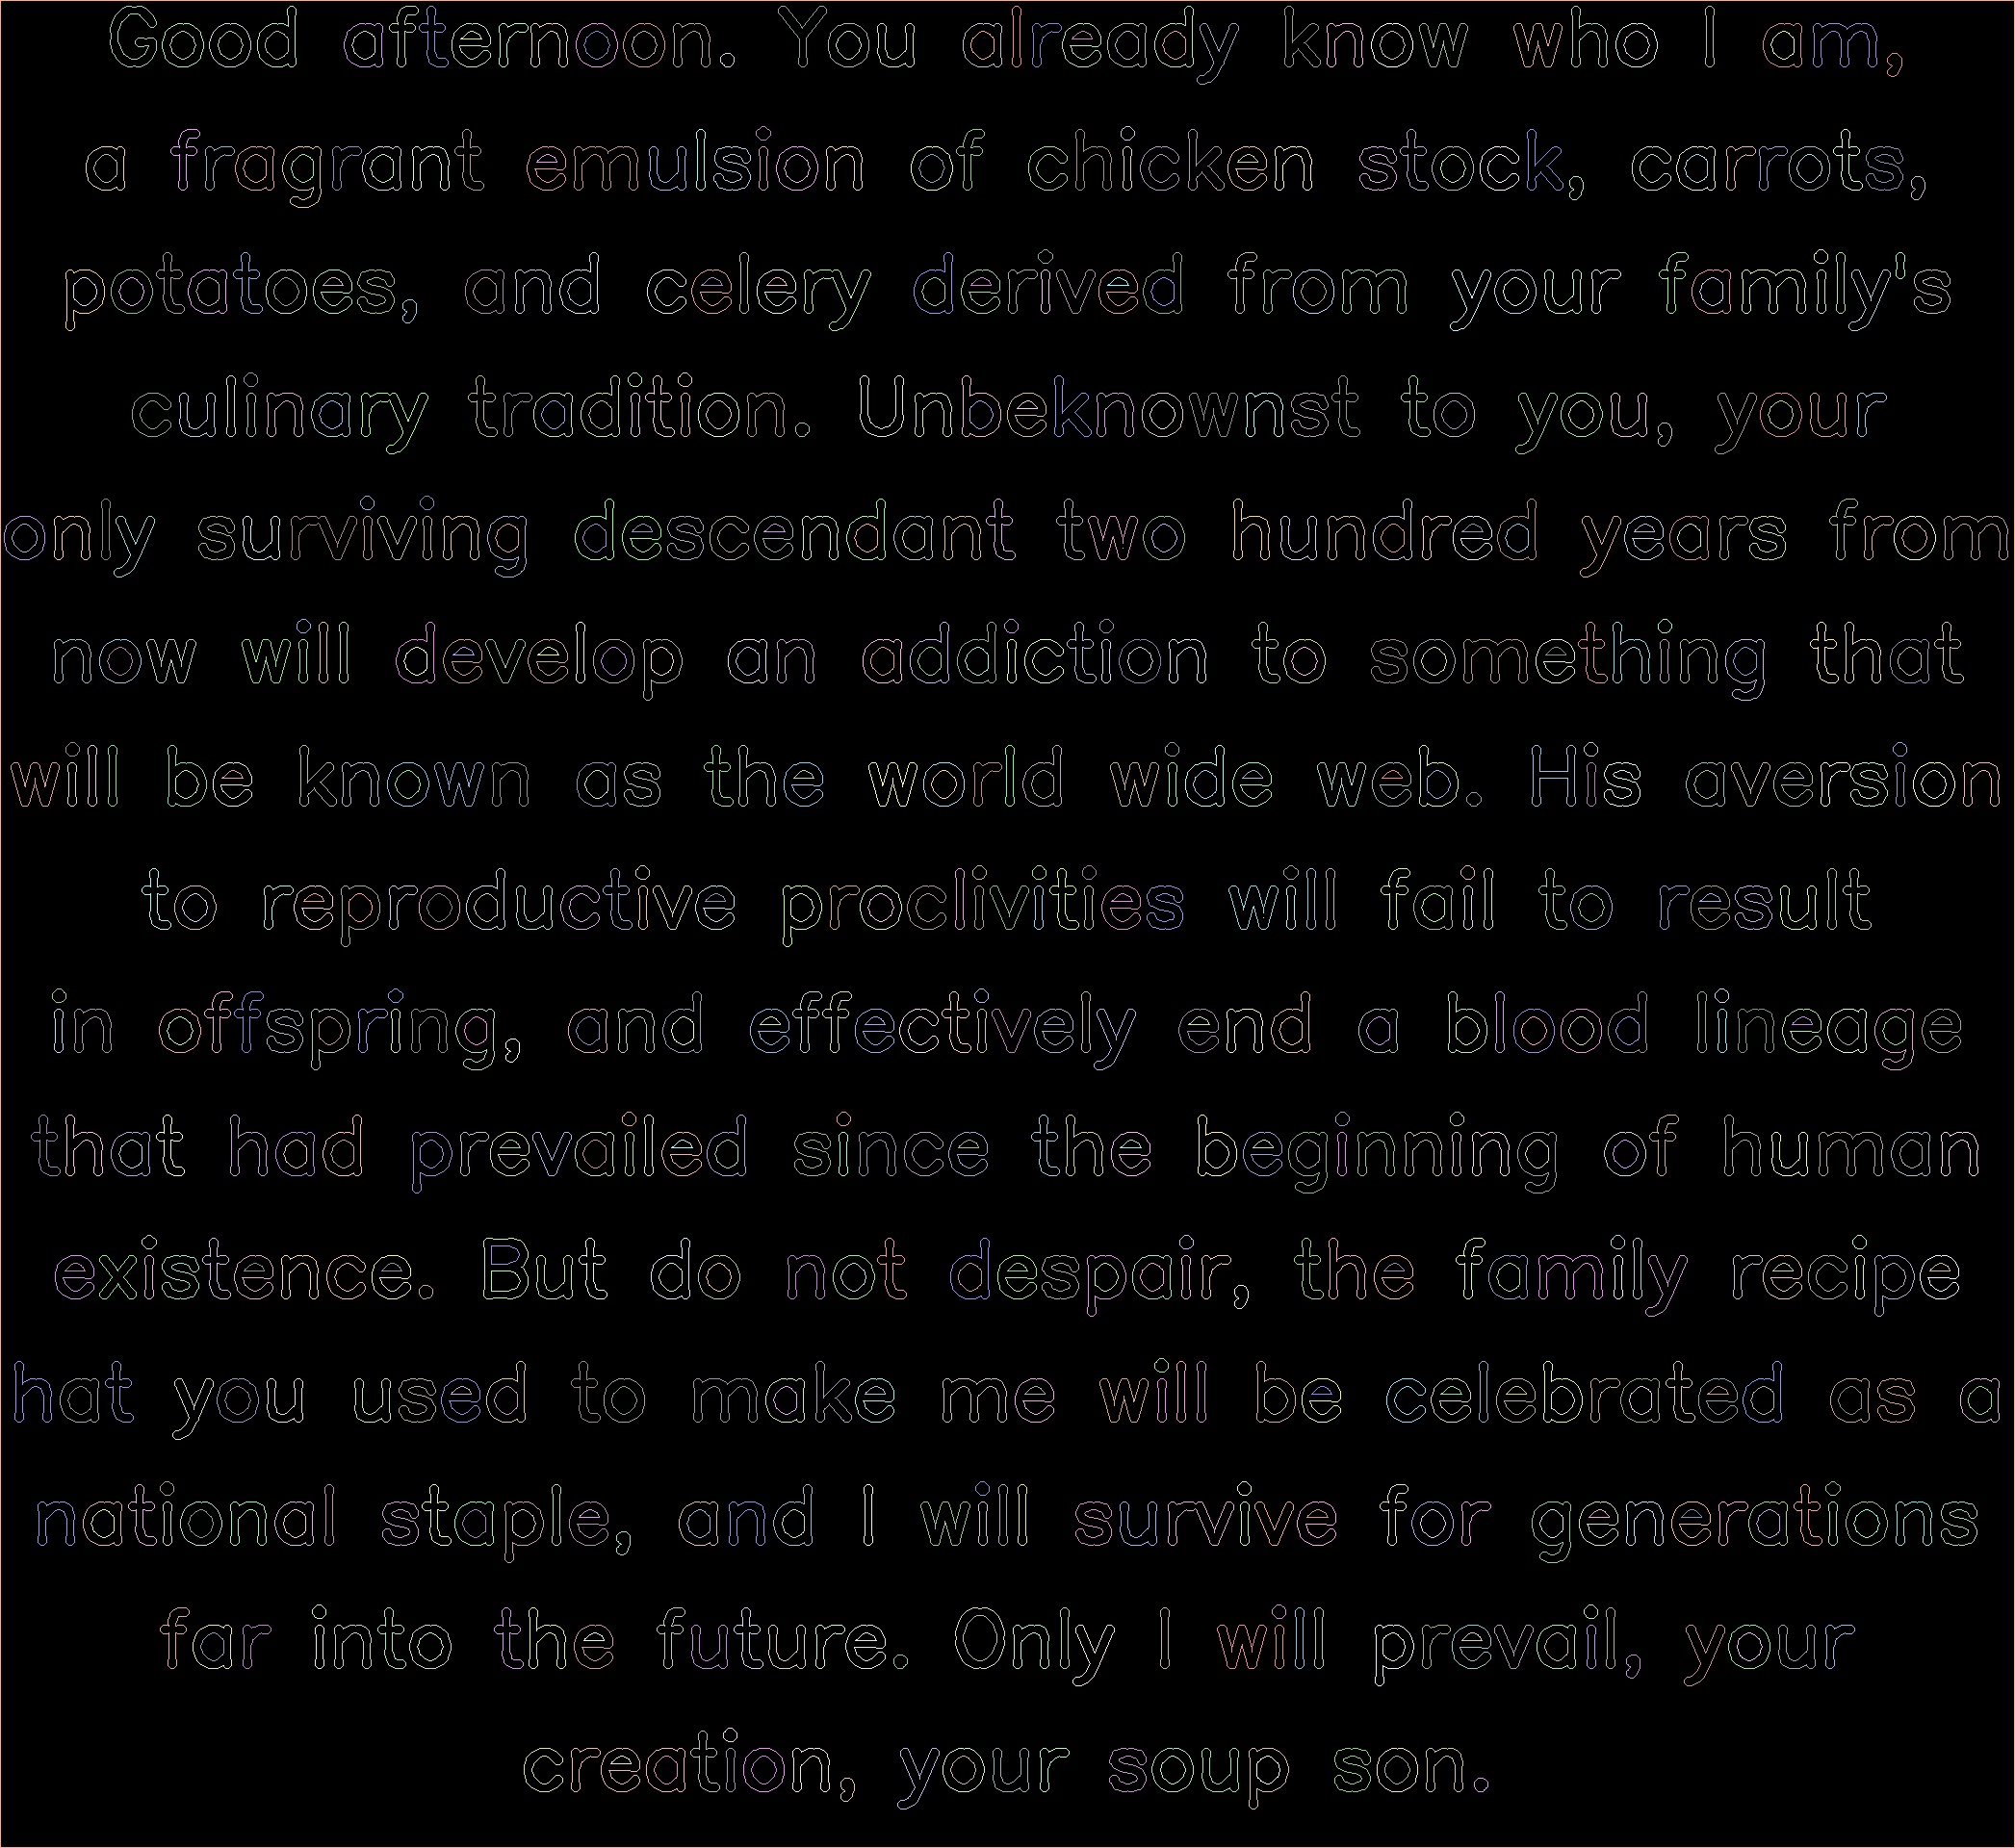 Good afternoon. You already know who I am,
a fragrant emulsion of chicken stock, carrots,
potatoes, and celery derived from your family's
culinary tradition. Unbeknownst to you, your
only surviving descendant two hundred years from
now will develop an addiction to something that
will be known as the world wide web. His aversion
to reproductive proclivities will fail to result
in offspring, and effectively end a blood lineage
that had prevailed since the beginning of human
existence. But do not despair, the family recipe
hat you used to make me will be celebrated as a
national staple, and I will survive for generations
far into the future. Only I will prevail, your
creation, your soup son.